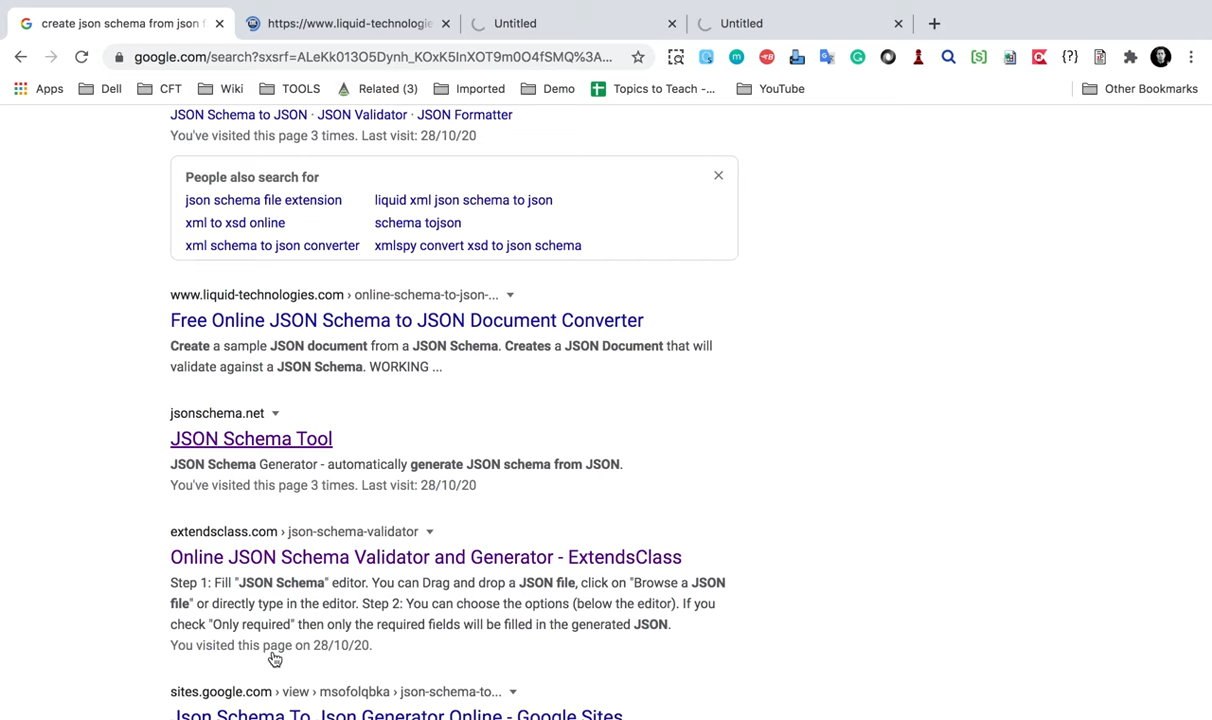 create json schema from json f
https://www.liquid-technologie
Untitled
Untitled
google.com/search?sxsrf=ALeKk013O5Dynh_KOxK5InXOT9m0O4fSMQ%3A...
Apps
Dell
CFT
Wiki
TOOLS
Related (3)
Imported
Demo
Topics to Teach -...
YouTube
Other Bookmarks
JSON Schema to JSON · JSON Validator · JSON Formatter
You've visited this page 3 times. Last visit: 28/10/20
People also search for
json schema file extension
liquid xml json schema to json
xml to xsd online
schema tojson
xml schema to json converter
xmlspy convert xsd to json schema
www.liquid-technologies.com › online-schema-to-json-...
Free Online JSON Schema to JSON Document Converter
Create a sample JSON document from a JSON Schema. Creates a JSON Document that will
validate against a JSON Schema. WORKING ...
jsonschema.net
JSON Schema Tool
JSON Schema Generator - automatically generate JSON schema from JSON.
You've visited this page 3 times. Last visit: 28/10/20
extendsclass.com › json-schema-validator
Online JSON Schema Validator and Generator - ExtendsClass
Step 1: Fill "JSON Schema" editor. You can Drag and drop a JSON file, click on "Browse a JSON
file" or directly type in the editor. Step 2: You can choose the options (below the editor). If you
check "Only required" then only the required fields will be filled in the generated JSON.
You visited this page on 28/10/20.
sites.google.com › view › msofolqbka › json-schema-to...
Json Schema To Json Generator Online - Google Sites